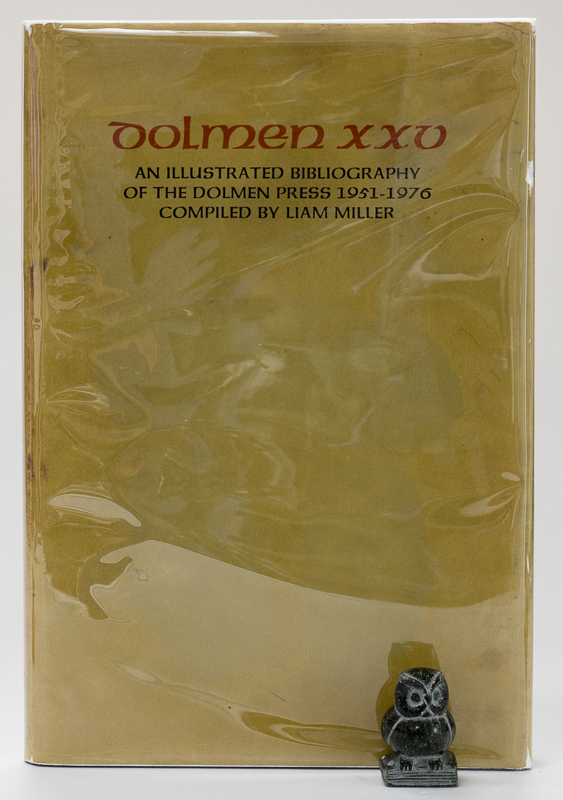 dolmen xxv
AN ILLUSTRATED BIBLIOGRAPHY
OF THE DOLMEN PRESS 1951-1976
COMPILED BY LIAM MILLER